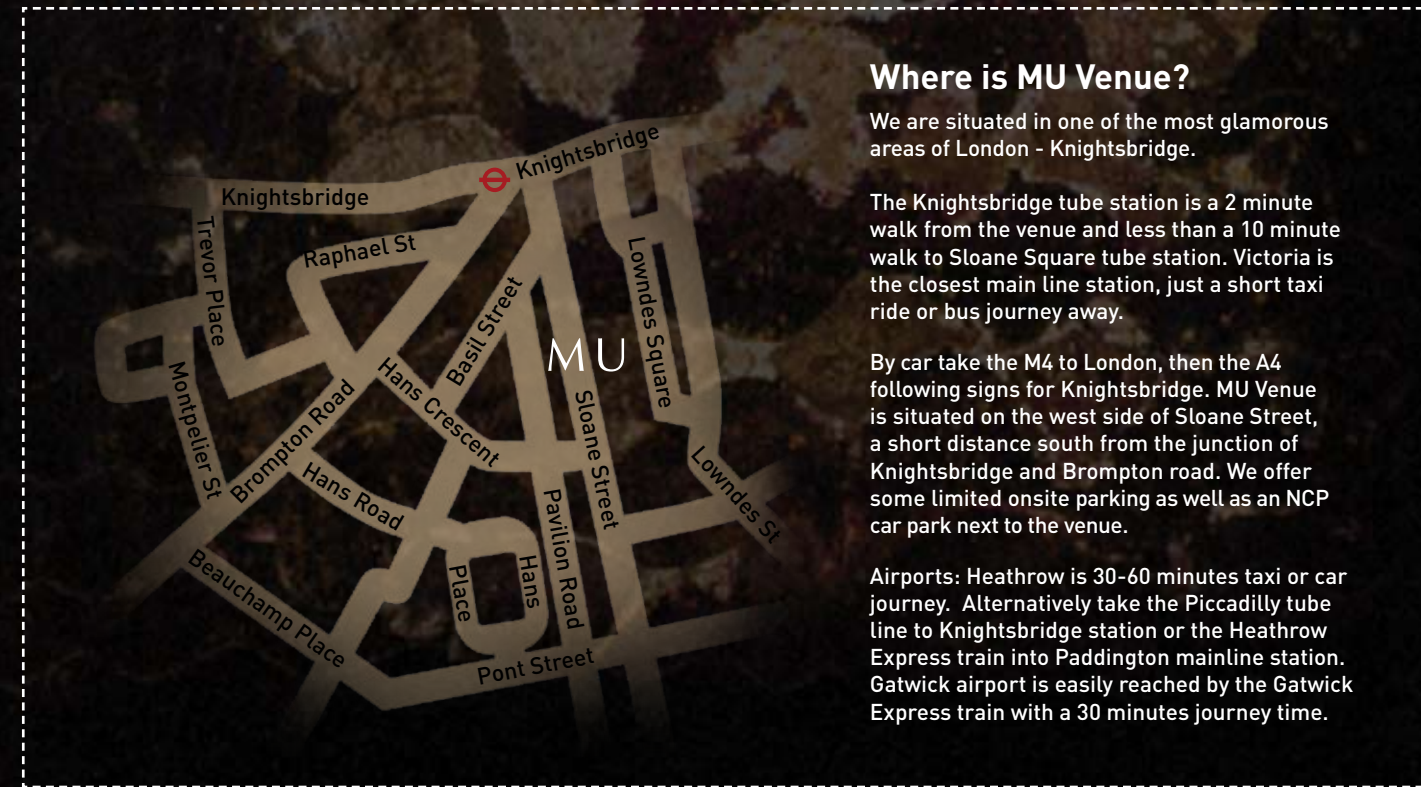 Where is MU Venue?
We are situated in one of the most glamorous
areas of London - Knightsbridge.
The Knightsbridge tube station is a 2 minute
walk from the venue and less than a 10 minute
walk to Sloane Square tube station. Victoria is
the closest main line station, just a short taxi
ride or bus journey away.
By car take the M4 to London, then the A4
following signs for Knightsbridge. MU Venue
is situated on the west side of Sloane Street,
a short distance south from the junction of
Knightsbridge and Brompton road. We offer
some limited onsite parking as well as an NCP
car park next to the venue.
Airports: Heathrow is 30-60 minutes taxi or car
journey.  Alternatively take the Piccadilly tube
line to Knightsbridge station or the Heathrow
Express train into Paddington mainline station.
Gatwick airport is easily reached by the Gatwick
Express train with a 30 minutes journey time.
Knightsbridge
Knightsbridge
Trevor Place
Raphael St
Basil Street
Lowndes Square
MU
Montpelier St
Brompton Road
Hans Crescent
Sloane Street
Hans Road
Pavilion Road
Lowndes St
Beauchamp Place
Hans
Place
Pont Street